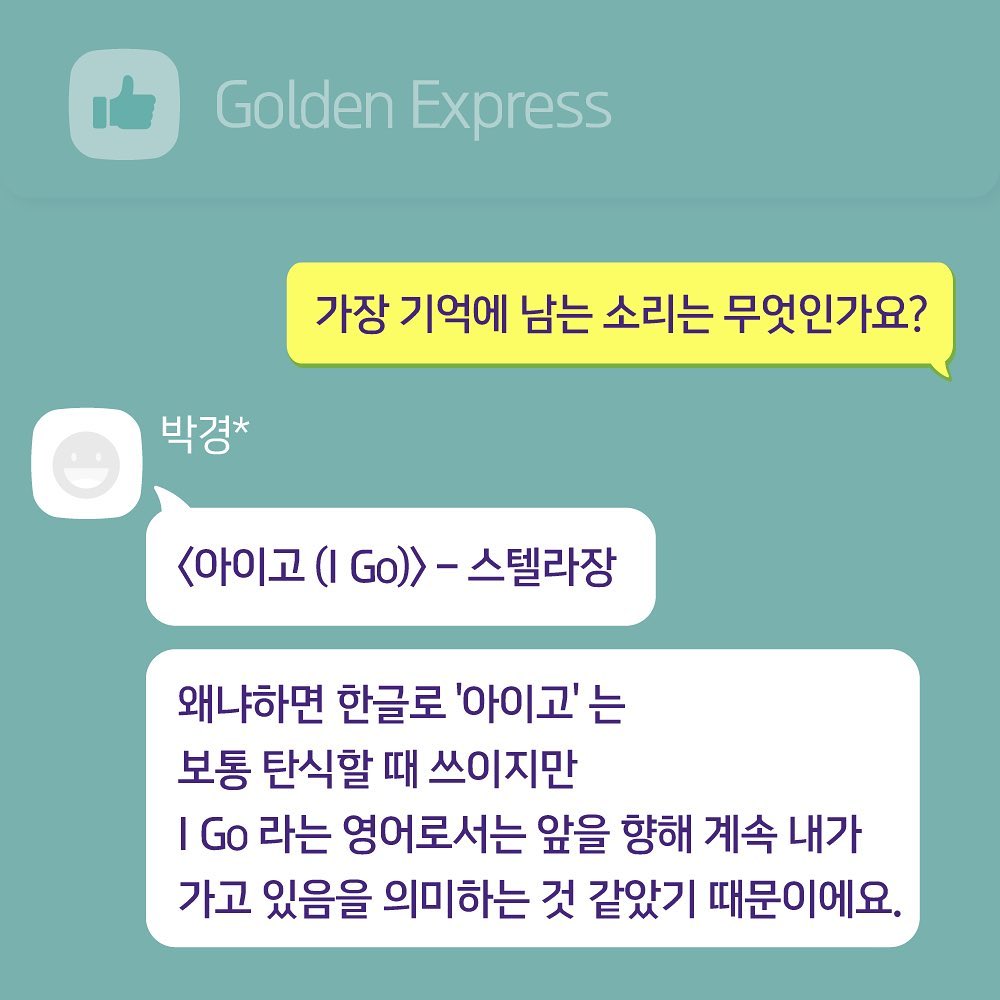 Golden Express
가장 기억에 남는 소리는 무엇인가요?
박경*
〈아이고 (I Go)〉 – 스텔라장
왜냐하면 한글로 '아이고' 는
보통 탄식할 때 쓰이지만
I Go 라는 영어로서는 앞을 향해 계속 내가
가고 있음을 의미하는 것 같았기 때문이에요.